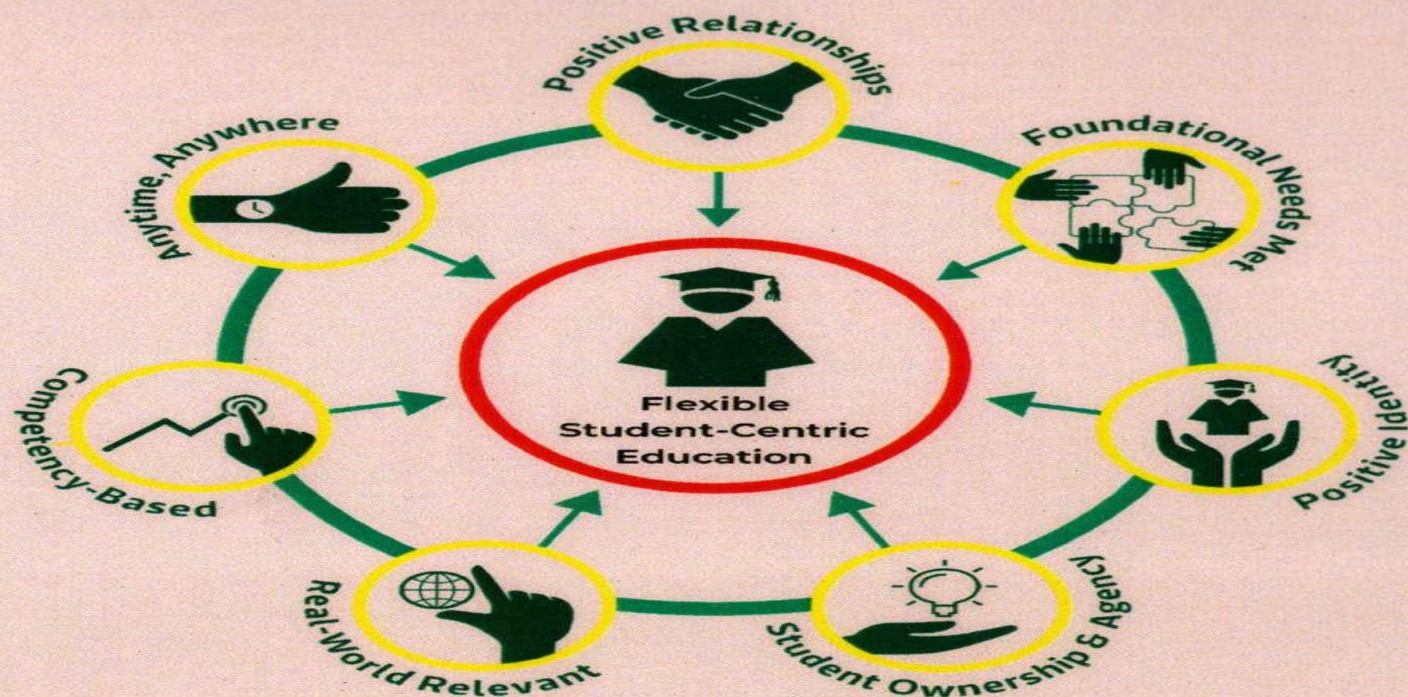 Positive Relationships
Foundational Needs Met
Positive Identity
Student Ownership & Agency
Real-World Relevant
Competency-Based
Anytime, Anywhere
Flexible
Student-Centric
Education